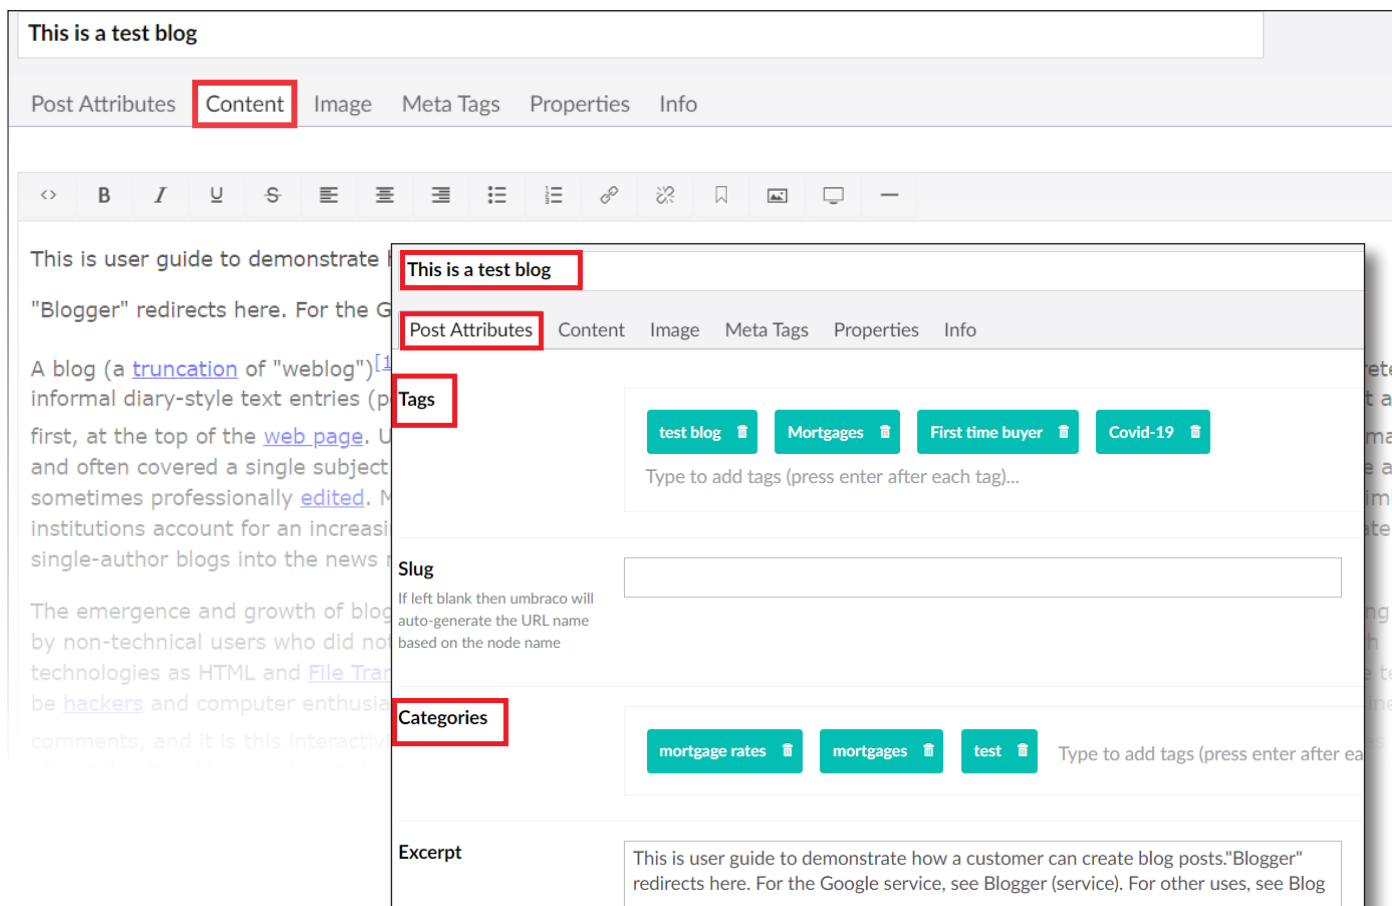 This is a test blog
Post Attributes Content Image Meta Tags Properties Info
This is user guide to demonstrate
"Blogger" redirects here. For the G
A blog (a truncation of "weblog")[1
informal diary-style text entries (p
first, at the top of the web page. U
and often covered a single subject
sometimes professionally edited. M
institutions account for an increasi
single-author blogs into the news
The emergence and growth of blog
by non-technical users who did not
technologies as HTML and File Tran
be hackers and computer enthusia
comments, and it is this interactivi
This is a test blog
Post Attributes Content Image Meta Tags Properties Info
Tags
test blog Mortgages First time buyer Covid-19
Type to add tags (press enter after each tag)...
Slug
If left blank then umbraco will
auto-generate the URL name
based on the node name
Categories
mortgage rates mortgages test Type to add tags (press enter after ea
Excerpt
This is user guide to demonstrate how a customer can create blog posts."Blogger"
redirects here. For the Google service, see Blogger (service). For other uses, see Blog